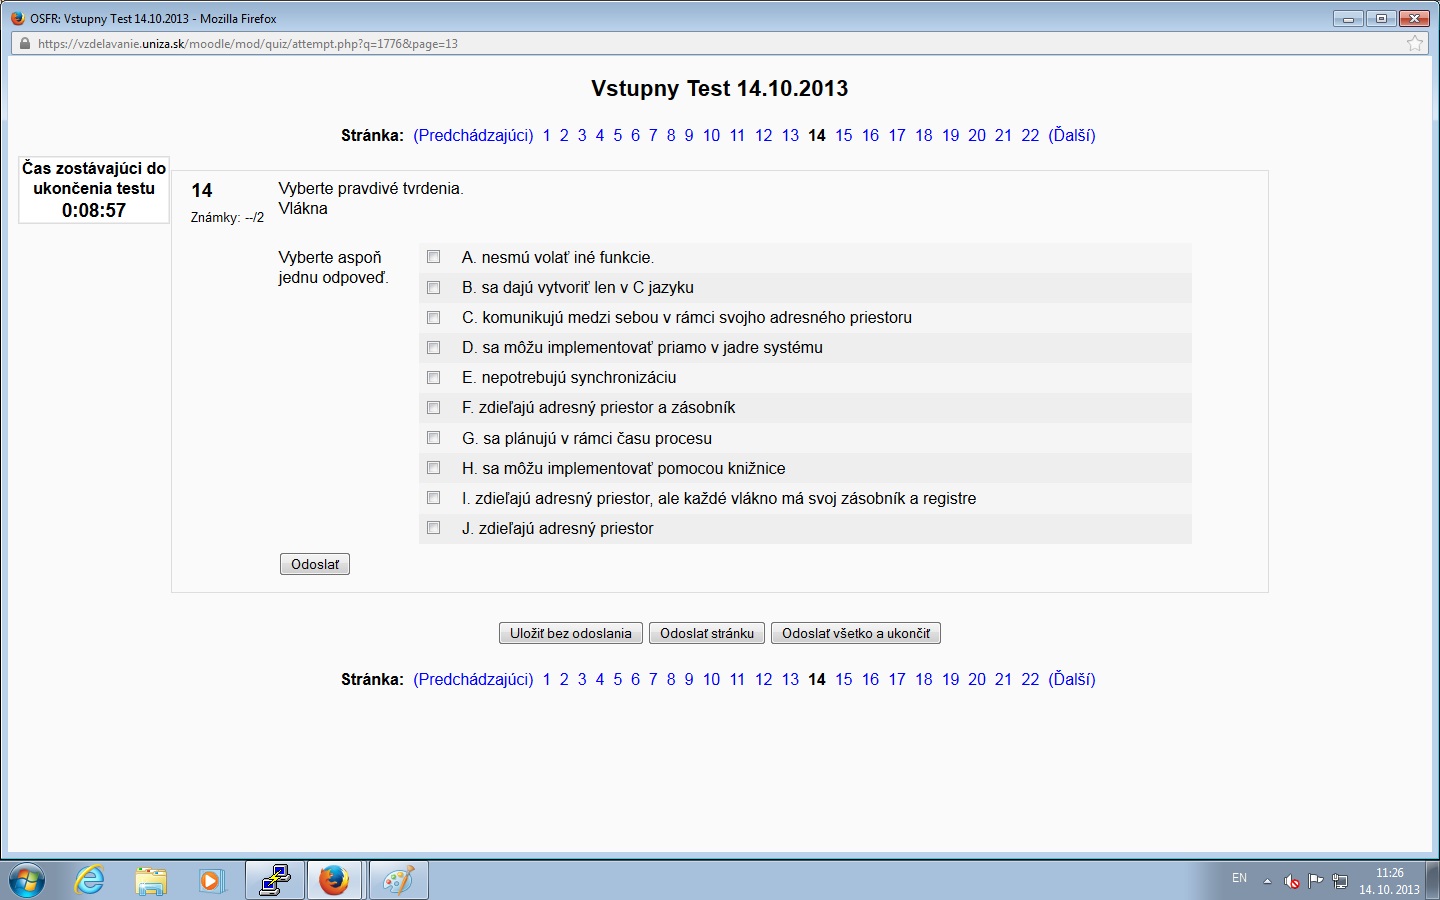 OSFR: Vstupny Test 14.10.2013 - Mozilla Firefox
https://vzdelavanie.uniza.sk/moodle/mod/quiz/attempt.php?q=1776&page=13
Vstupny Test 14.10.2013
Stránka: (Predchádzajúci) 1 2 3 4 5 6 7 8 9 10 11 12 13 14 15 16 17 18 19 20 21 22 (Ďalší)
Čas zostávajúci do
ukončenia testu
0:08:57
14
Známky: --/2
Vyberte pravdivé tvrdenia.
Vlákna
Vyberte aspoň
jednu odpoveď.
A. nesmú volať iné funkcie.
B. sa dajú vytvoriť len v C jazyku
C. komunikujú medzi sebou v rámci svojho adresného priestoru
D. sa môžu implementovať priamo v jadre systému
E. nepotrebujú synchronizáciu
F. zdieľajú adresný priestor a zásobník
G. sa plánujú v rámci času procesu
H. sa môžu implementovať pomocou knižnice
I. zdieľajú adresný priestor, ale každé vlákno má svoj zásobník a registre
J. zdieľajú adresný priestor
Odoslať
Uložiť bez odoslania Odoslať stránku Odoslať všetko a ukončiť
Stránka: (Predchádzajúci) 1 2 3 4 5 6 7 8 9 10 11 12 13 14 15 16 17 18 19 20 21 22 (Ďalší)
EN
11:26
14. 10. 2013